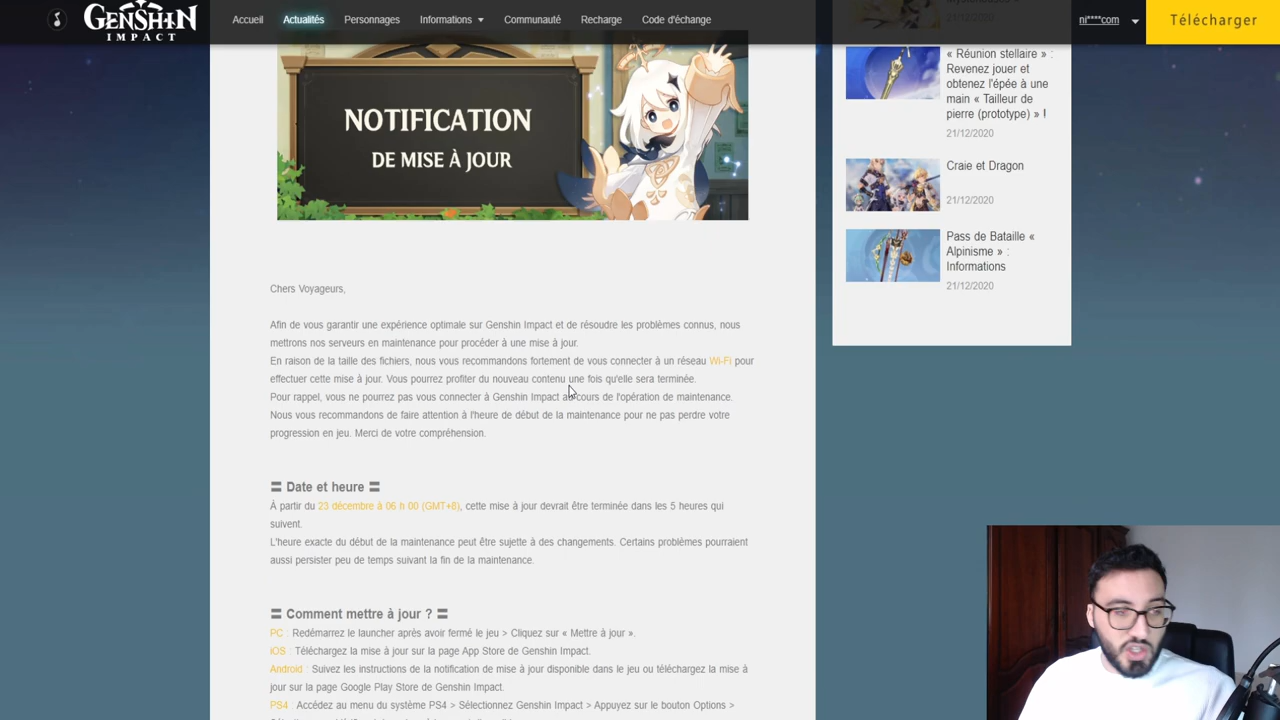 GENSHIN
IMPACT
Accueil
Actualités
Personnages
Informations
Communauté
Recharge
Code d'échange
ni****com
Télécharger
21/12/2020
« Réunion stellaire » :
Revenez jouer et
obtenez l'épée à une
main « Tailleur de
pierre (prototype) » !
21/12/2020
Craie et Dragon
21/12/2020
Pass de Bataille «
Alpinisme » :
Informations
21/12/2020
NOTIFICATION
DE MISE À JOUR
Chers Voyageurs,
Afin de vous garantir une expérience optimale sur Genshin Impact et de résoudre les problèmes connus, nous
mettrons nos serveurs en maintenance pour procéder à une mise à jour.
En raison de la taille des fichiers, nous vous recommandons fortement de vous connecter à un réseau Wi-Fi pour
effectuer cette mise à jour. Vous pourrez profiter du nouveau contenu une fois qu'elle sera terminée.
Pour rappel, vous ne pourrez pas vous connecter à Genshin Impact au cours de l'opération de maintenance.
Nous vous recommandons de faire attention à l'heure de début de la maintenance pour ne pas perdre votre
progression en jeu. Merci de votre compréhension.
〓 Date et heure 〓
À partir du 23 décembre à 06 h 00 (GMT+8), cette mise à jour devrait être terminée dans les 5 heures qui
suivent.
L'heure exacte du début de la maintenance peut être sujette à des changements. Certains problèmes pourraient
aussi persister peu de temps suivant la fin de la maintenance.
〓 Comment mettre à jour ? 〓
PC : Redémarrez le launcher après avoir fermé le jeu > Cliquez sur « Mettre à jour ».
iOS : Téléchargez la mise à jour sur la page App Store de Genshin Impact.
Android : Suivez les instructions de la notification de mise à jour disponible dans le jeu ou téléchargez la mise à
jour sur la page Google Play Store de Genshin Impact.
PS4 : Accédez au menu du système PS4 > Sélectionnez Genshin Impact > Appuyez sur le bouton Options >